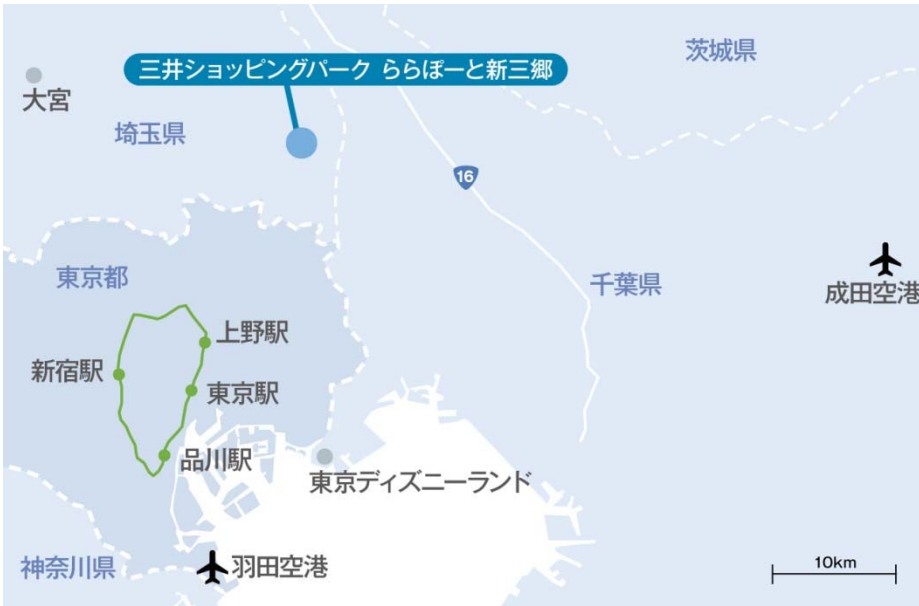 茨城県
三井ショッピングパーク ららぽーと新三郷
大宮
埼玉県
16
東京都
千葉県
成田空港
上野駅
新宿駅
東京駅
品川駅
東京ディズニーランド
神奈川県
羽田空港
10km